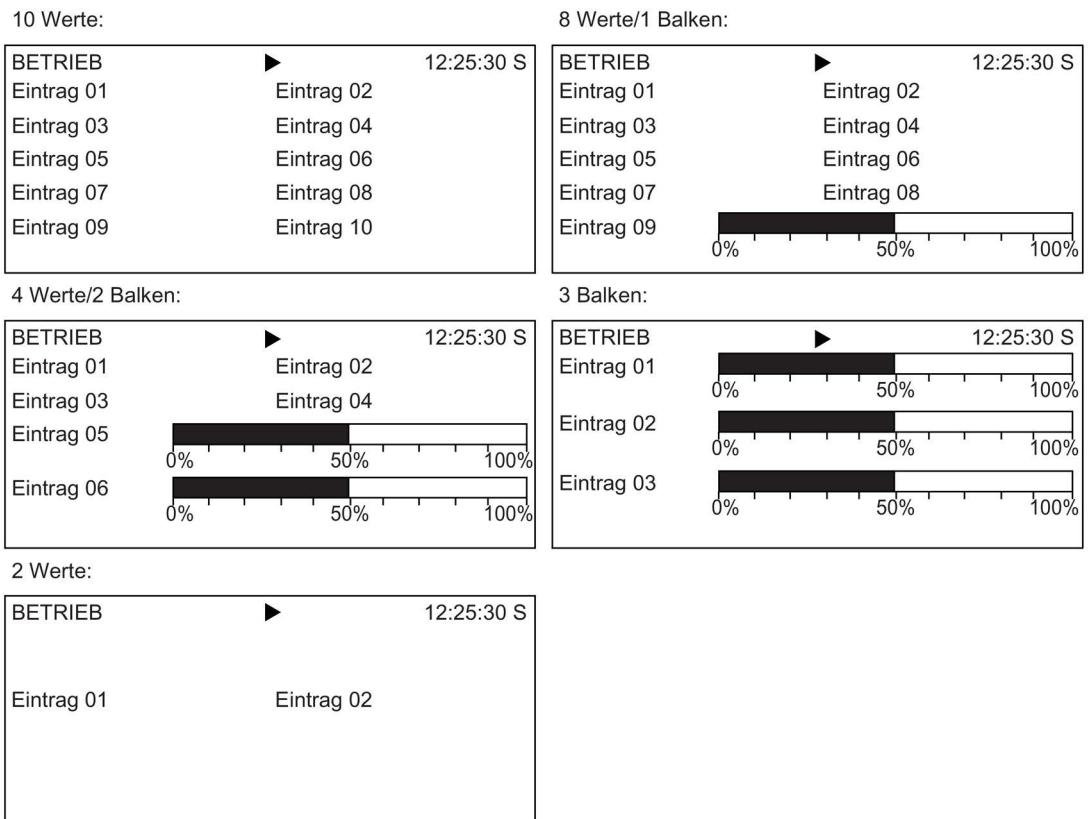 10 Werte:
BETRIEB 12:25:30 S
Eintrag 01 Eintrag 02
Eintrag 03 Eintrag 04
Eintrag 05 Eintrag 06
Eintrag 07 Eintrag 08
Eintrag 09 Eintrag 10
8 Werte/1 Balken:
BETRIEB 12:25:30 S
Eintrag 01 Eintrag 02
Eintrag 03 Eintrag 04
Eintrag 05 Eintrag 06
Eintrag 07 Eintrag 08
Eintrag 09
0% 50% 100%
4 Werte/2 Balken:
BETRIEB 12:25:30 S
Eintrag 01 Eintrag 02
Eintrag 03 Eintrag 04
Eintrag 05
0% 50% 100%
Eintrag 06
0% 50% 100%
3 Balken:
BETRIEB 12:25:30 S
Eintrag 01
0% 50% 100%
Eintrag 02
0% 50% 100%
Eintrag 03
0% 50% 100%
2 Werte:
BETRIEB 12:25:30 S
Eintrag 01 Eintrag 02